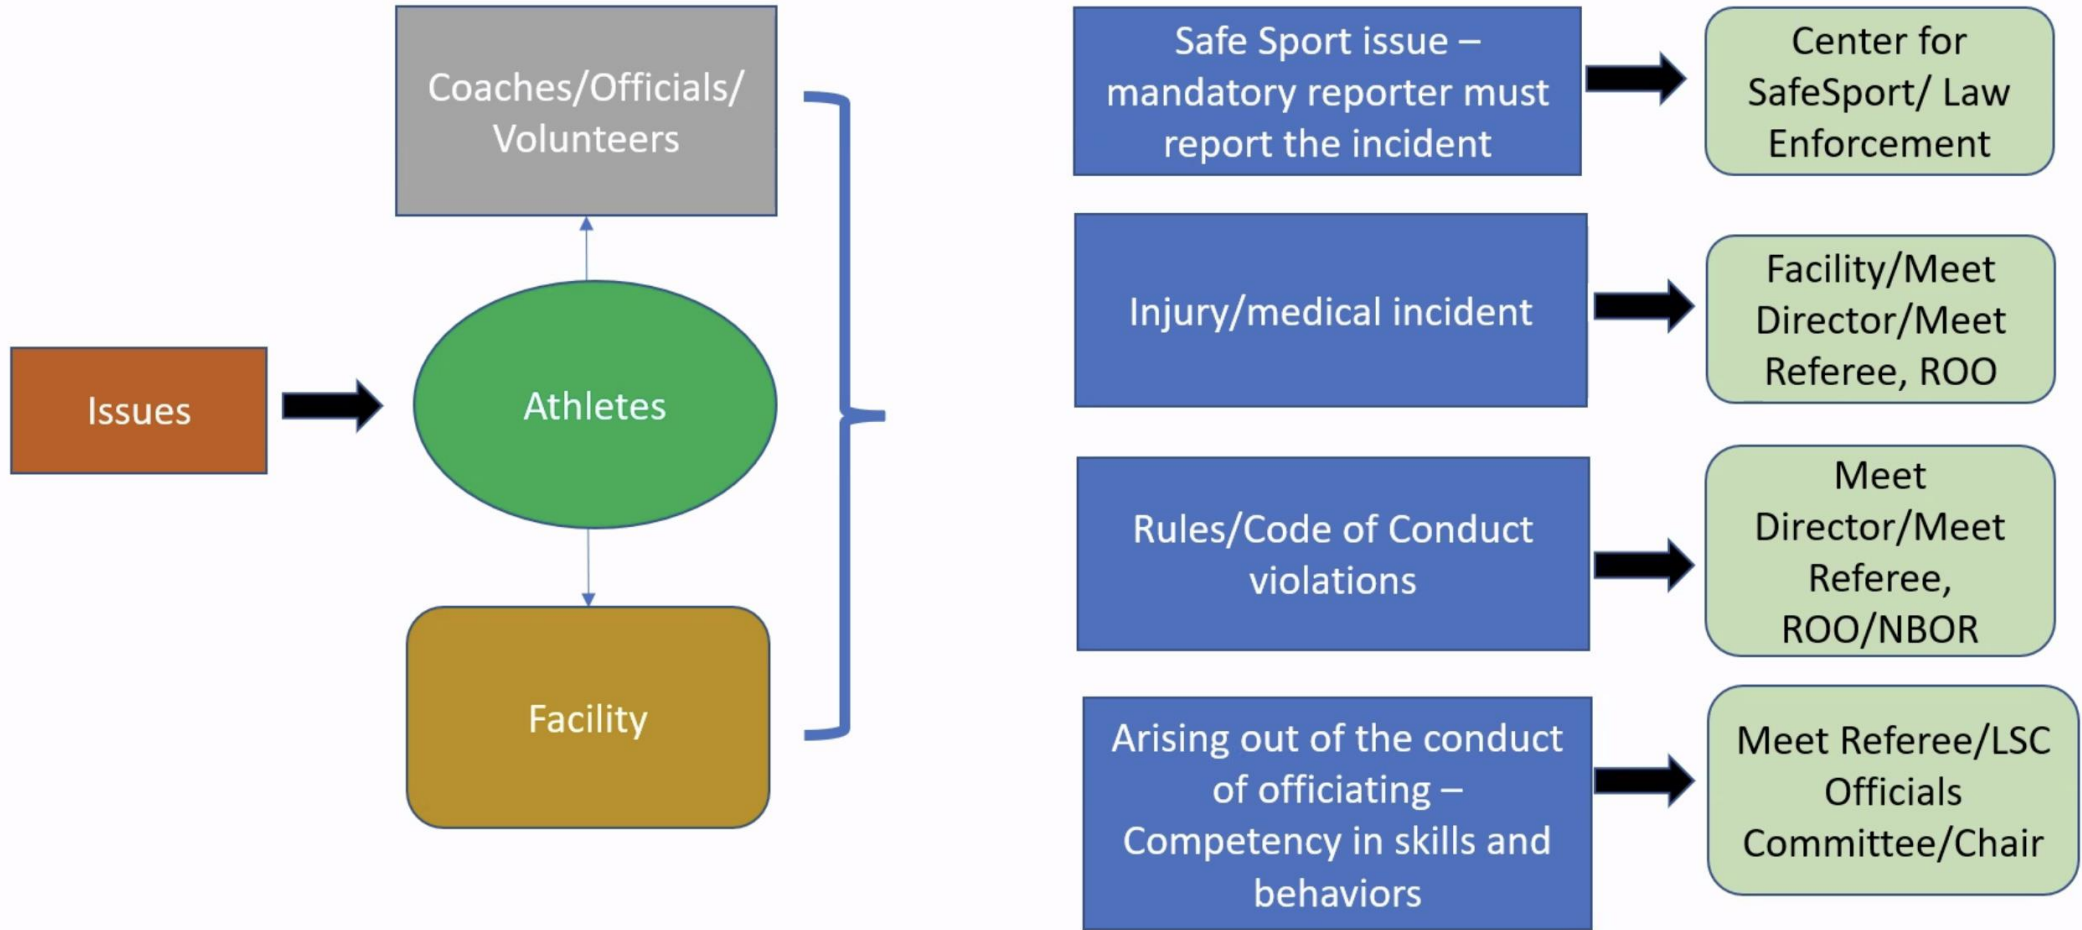 Coaches/Officials/
Volunteers
Issues
Athletes
Facility
Safe Sport issue –
mandatory reporter must
report the incident
Center for
SafeSport/ Law
Enforcement
Injury/medical incident
Facility/Meet
Director/Meet
Referee, ROO
Rules/Code of Conduct
violations
Meet
Director/Meet
Referee,
ROO/NBOR
Arising out of the conduct
of officiating –
Competency in skills and
behaviors
Meet Referee/LSC
Officials
Committee/Chair